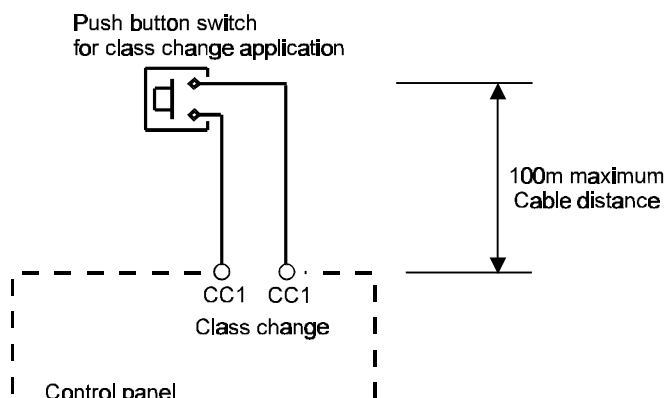 Push button switch
for class change application
100m maximum
Cable distance
CC1 CC1
Class change
Control panel